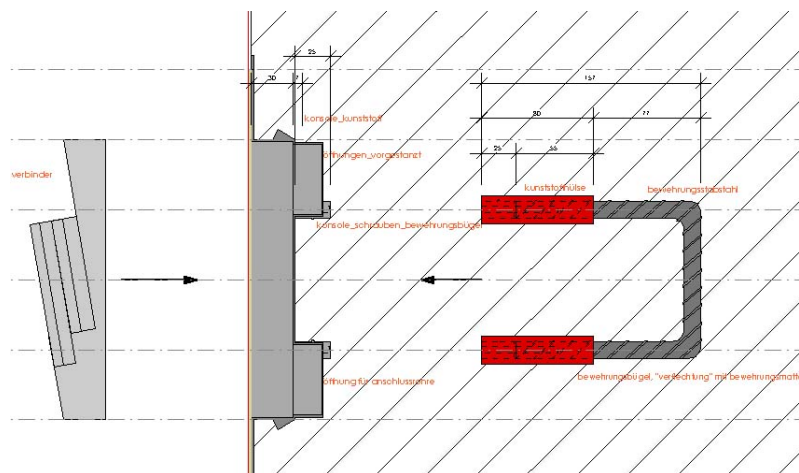 25
30
7
konsole_kunststoff
öffnungen_vorgestanzt
verbinder
konsole_schrauben_bewehrungsbügel
öffnung für anschlussrohre
157
80
77
25
55
kunststoffhülse
bewehrungsstabstahl
bewehrungsbügel, "verflechtung" mit bewehrungsmatte